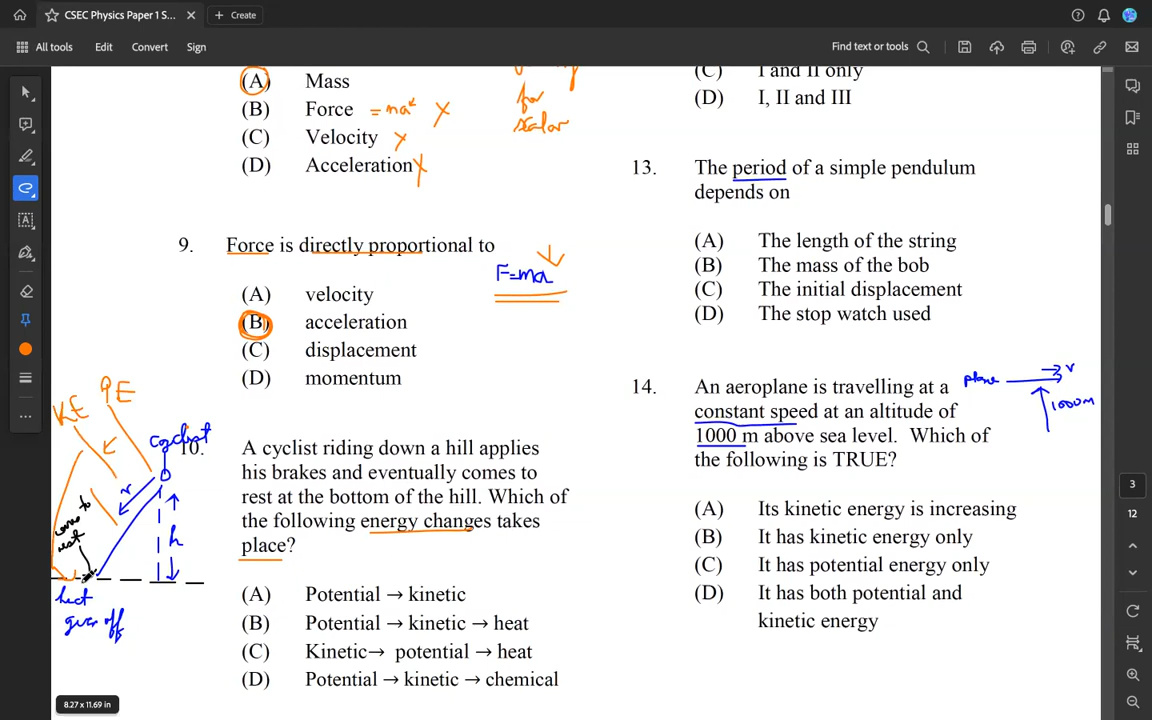 CSEC Physics Paper 1 S...
Create
All tools
Edit
Convert
Sign
Find text or tools
(A) Mass
(B) Force = ma
(C) Velocity
(D) Acceleration
for
scalar
9. Force is directly proportional to
F=ma
(A) velocity
(B) acceleration
(C) displacement
(D) momentum
KE PE
cyclist
v
h
come to
rest
heat
given off
10. A cyclist riding down a hill applies
his brakes and eventually comes to
rest at the bottom of the hill. Which of
the following energy changes takes
place?
(A) Potential → kinetic
(B) Potential → kinetic → heat
(C) Kinetic→ potential → heat
(D) Potential → kinetic → chemical
8.27 x 11.69 in
(C) I and II only
(D) I, II and III
13. The period of a simple pendulum
depends on
(A) The length of the string
(B) The mass of the bob
(C) The initial displacement
(D) The stop watch used
14. An aeroplane is travelling at a
constant speed at an altitude of
1000 m above sea level. Which of
the following is TRUE?
plane
v
1000m
(A) Its kinetic energy is increasing
(B) It has kinetic energy only
(C) It has potential energy only
(D) It has both potential and
kinetic energy
3
12